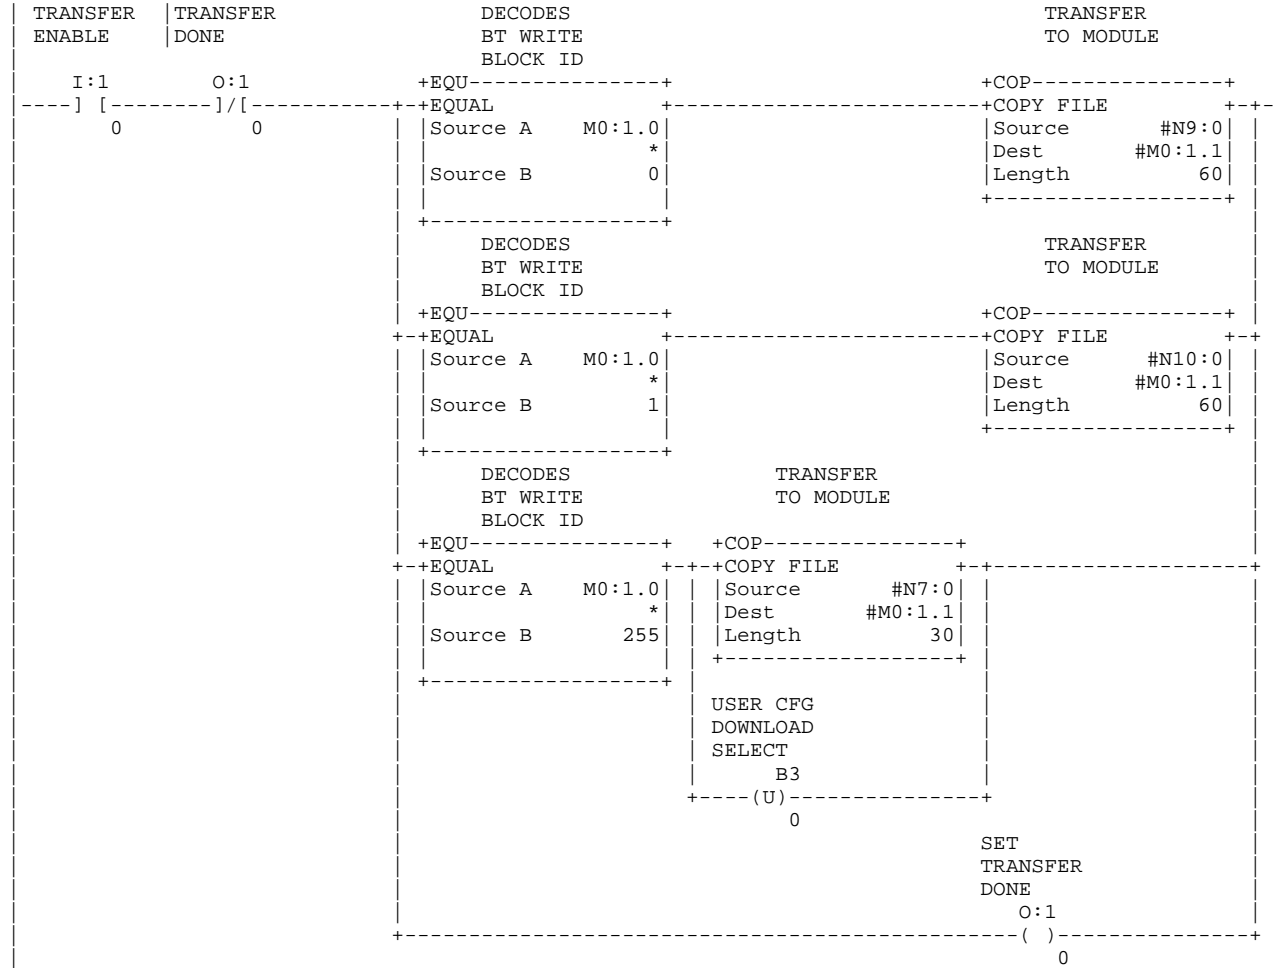 | TRANSFER  |TRANSFER                DECODES                                     TRANSFER
| ENABLE    |DONE                    BT WRITE                                    TO MODULE
|                                    BLOCK ID
|    I:1        O:1             +EQU---------------+                        +COP---------------+
|----] [--------]/[-----------+-+EQUAL             +------------------------+COPY FILE         +-+-
|       0          0          | |Source A    M0:1.0|                        |Source       #N9:0| |
|                             | |                 *|                        |Dest       #M0:1.1| |
|                             | |Source B         0|                        |Length          60| |
|                             | |                  |                        +------------------+ |
|                             | +------------------+                                             |
|                             |      DECODES                                     TRANSFER        |
|                             |      BT WRITE                                    TO MODULE       |
|                             |      BLOCK ID                                                    |
|                             | +EQU---------------+                        +COP---------------+ |
|                             +-+EQUAL             +------------------------+COPY FILE         +-+
|                             | |Source A    M0:1.0|                        |Source      #N10:0| |
|                             | |                 *|                        |Dest       #M0:1.1| |
|                             | |Source B         1|                        |Length          60| |
|                             | |                  |                        +------------------+ |
|                             | +------------------+                                             |
|                             |      DECODES                TRANSFER                             |
|                             |      BT WRITE               TO MODULE                            |
|                             |      BLOCK ID                                                    |
|                             | +EQU---------------+   +COP---------------+                      |
|                             +-+EQUAL             +-+-+COPY FILE         +-+--------------------+
|                             | |Source A    M0:1.0| | |Source       #N7:0| |                    |
|                             | |                 *| | |Dest       #M0:1.1| |                    |
|                             | |Source B       255| | |Length          30| |                    |
|                             | |                  | | +------------------+ |                    |
|                             | +------------------+ |                      |                    |
|                             |                      | USER CFG             |                    |
|                             |                      | DOWNLOAD             |                    |
|                             |                      | SELECT               |                    |
|                             |                      |      B3              |                    |
|                             |                      +----(U)---------------+                    |
|                             |                              0                                   |
|                             |                                             SET                  |
|                             |                                             TRANSFER             |
|                             |                                             DONE                 |
|                             |                                                O:1               |
|                             +------------------------------------------------( )---------------+
|                                                                                  0